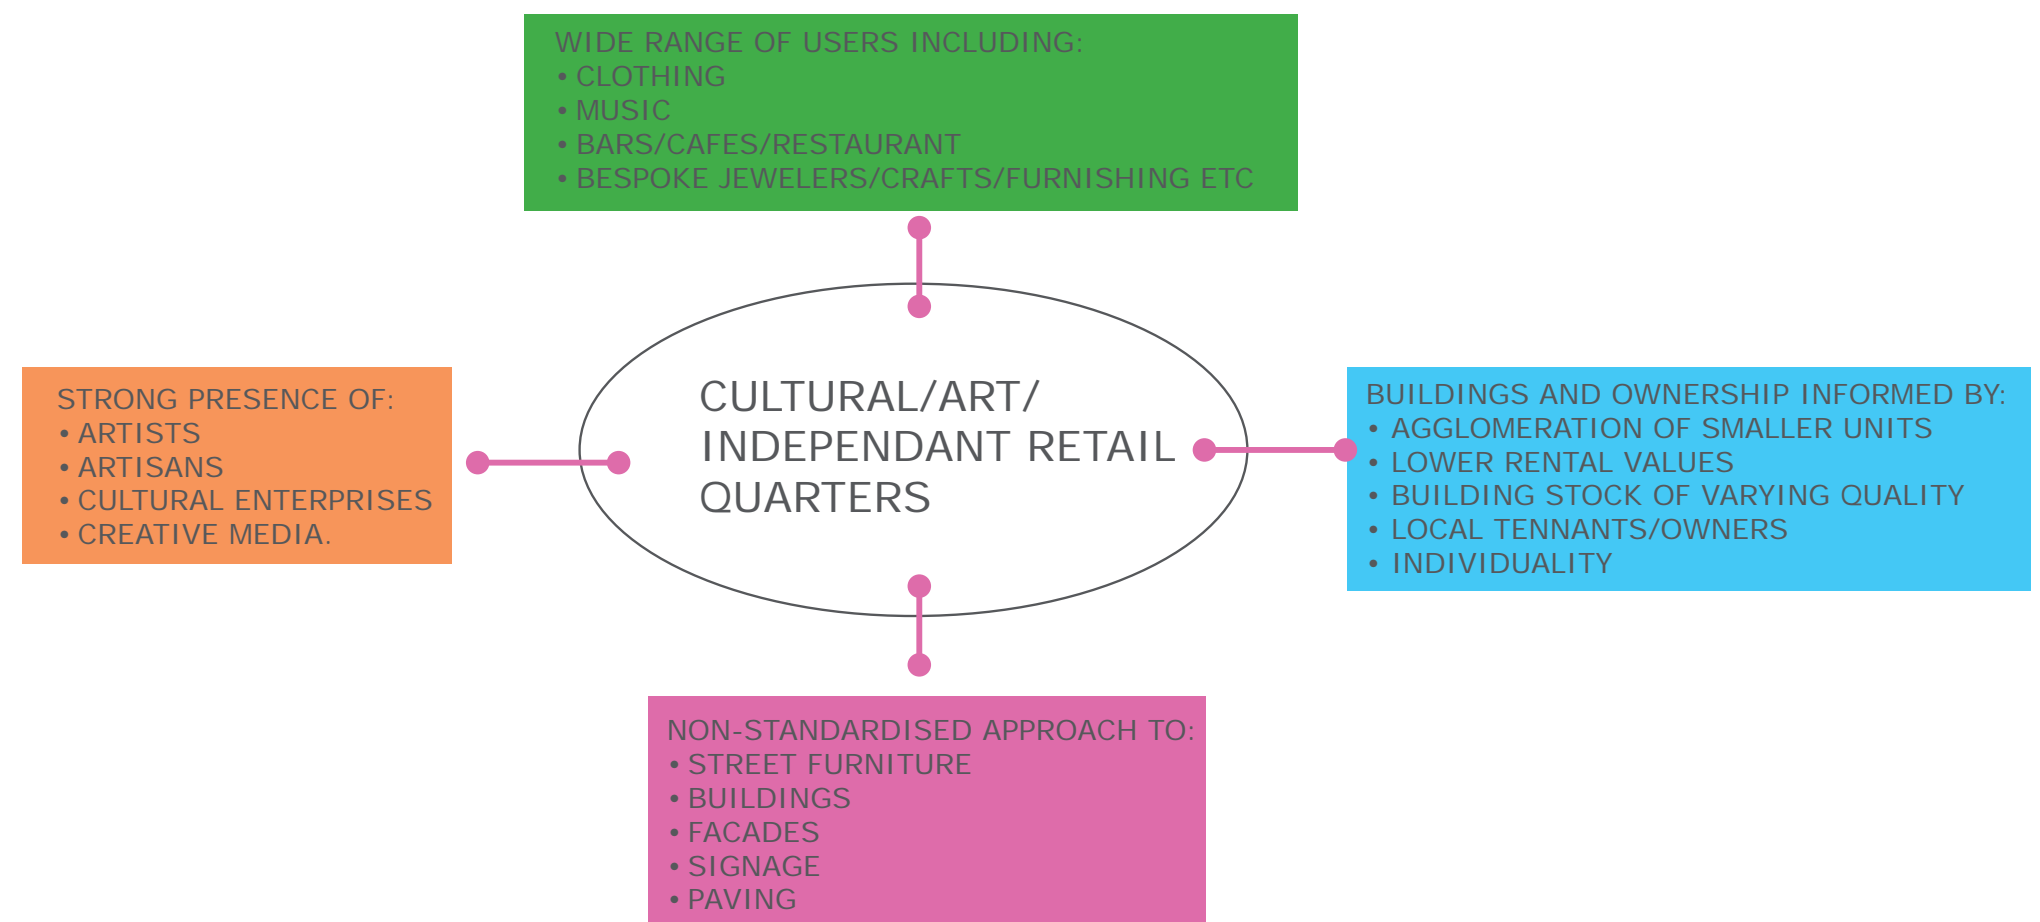 WIDE RANGE OF USERS INCLUDING:
• CLOTHING
• MUSIC
• BARS/CAFES/RESTAURANT
• BESPOKE JEWELERS/CRAFTS/FURNISHING ETC
STRONG PRESENCE OF:
• ARTISTS
• ARTISANS
• CULTURAL ENTERPRISES
• CREATIVE MEDIA.
CULTURAL/ART/
INDEPENDANT RETAIL
QUARTERS
BUILDINGS AND OWNERSHIP INFORMED BY:
• AGGLOMERATION OF SMALLER UNITS
• LOWER RENTAL VALUES
• BUILDING STOCK OF VARYING QUALITY
• LOCAL TENNANTS/OWNERS
• INDIVIDUALITY
NON-STANDARDISED APPROACH TO:
• STREET FURNITURE
• BUILDINGS
• FACADES
• SIGNAGE
• PAVING